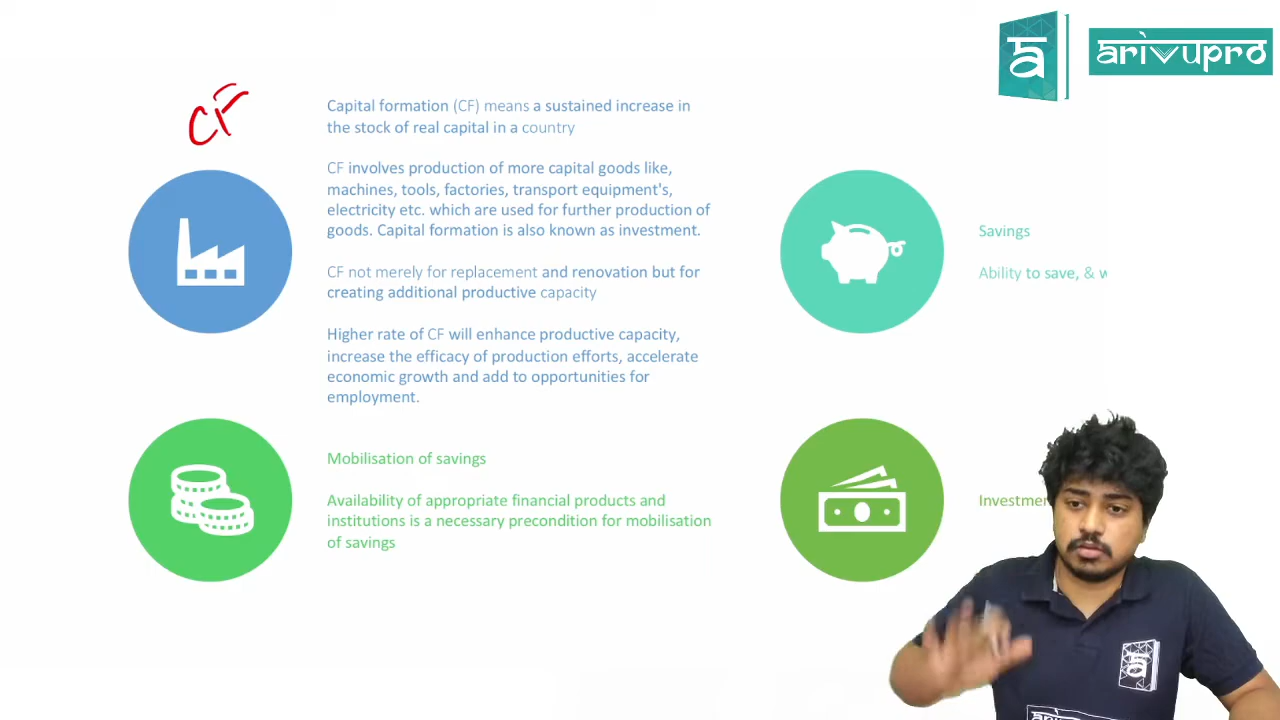 arivupro
CF
Capital formation (CF) means a sustained increase in
the stock of real capital in a country
CF involves production of more capital goods like,
machines, tools, factories, transport equipment's,
electricity etc. which are used for further production of
goods. Capital formation is also known as investment.
CF not merely for replacement and renovation but for
creating additional productive capacity
Higher rate of CF will enhance productive capacity,
increase the efficacy of production efforts, accelerate
economic growth and add to opportunities for
employment.
Savings
Ability to save, &
Mobilisation of savings
Availability of appropriate financial products and
institutions is a necessary precondition for mobilisation
of savings